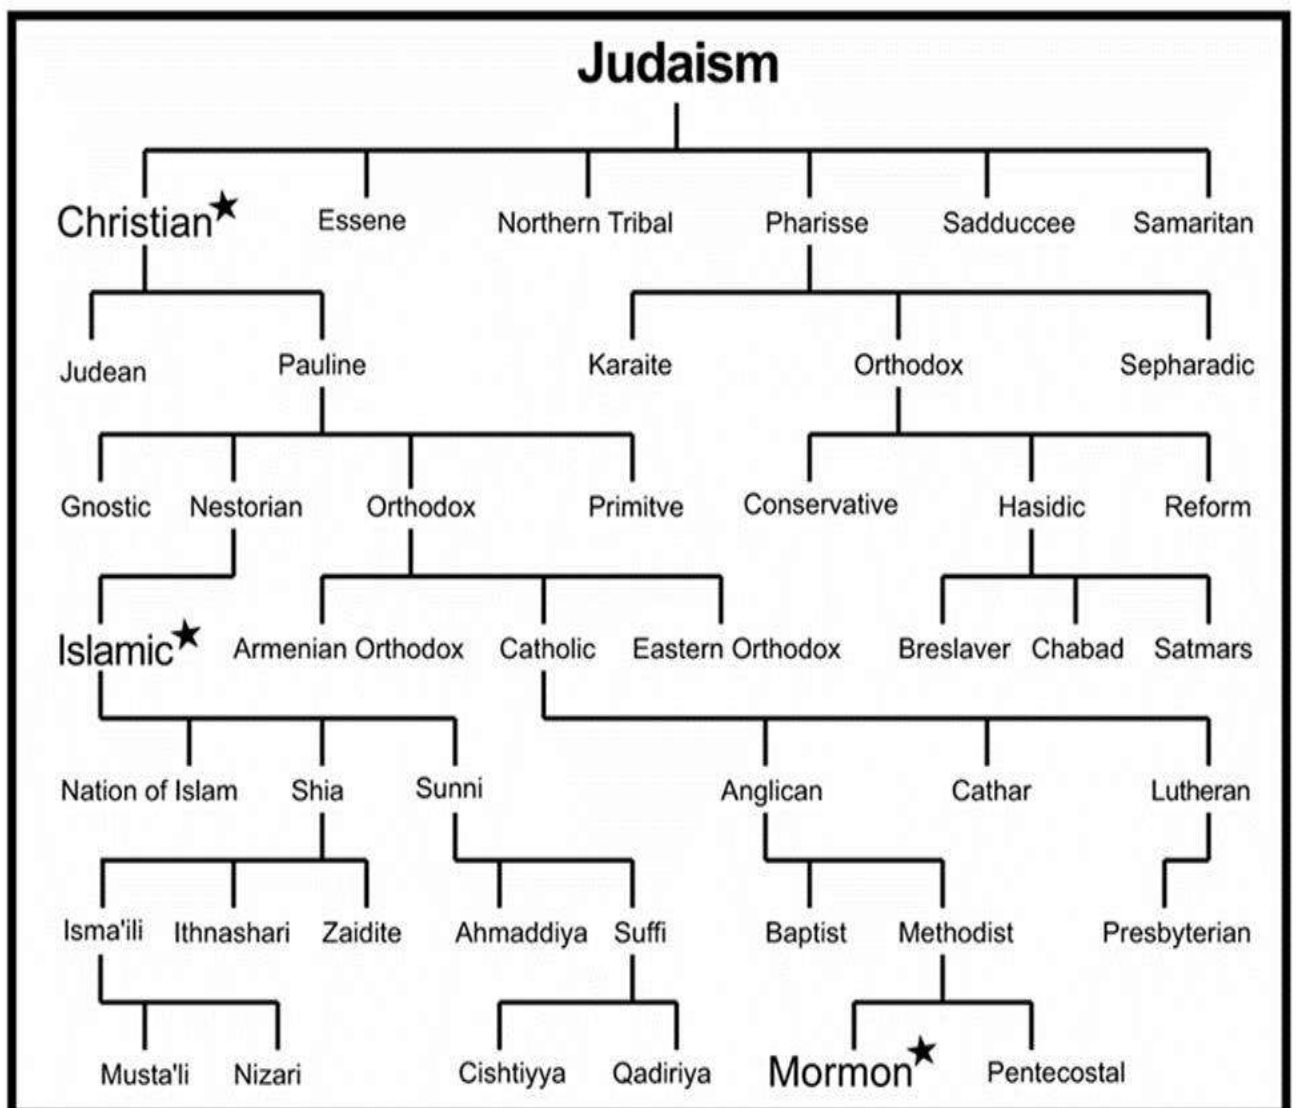 Judaism
Christian★ Essene Northern Tribal Pharisse Sadduccee Samaritan
Judean Pauline Karaite Orthodox Sepharadic
Gnostic Nestorian Orthodox Primitve Conservative Hasidic Reform
Islamic★ Armenian Orthodox Catholic Eastern Orthodox Breslaver Chabad Satmars
Nation of Islam Shia Sunni Anglican Cathar Lutheran
Isma'ili Ithnashari Zaidite Ahmaddiya Suffi Baptist Methodist Presbyterian
Musta'li Nizari Cishtiyya Qadiriya Mormon★ Pentecostal